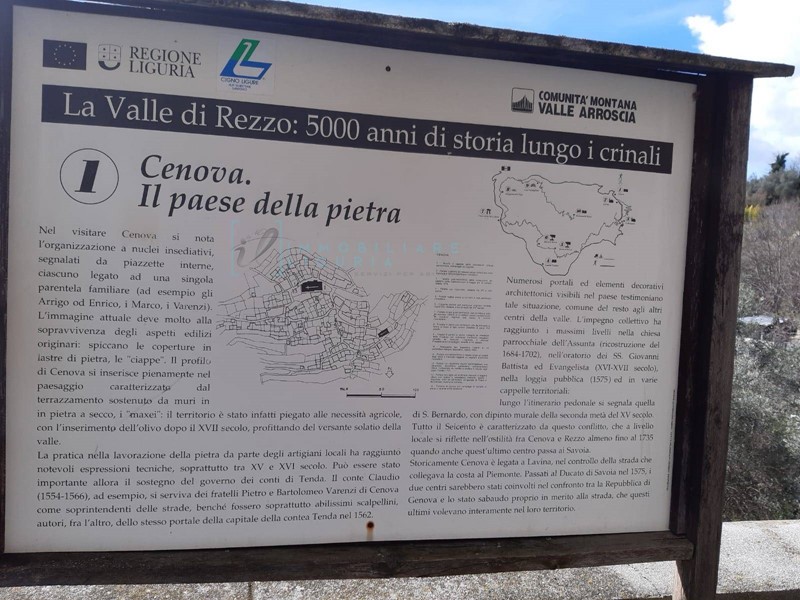 REGIONE
LIGURIA
COMUNITA' MONTANA
VALLE ARROSCIA
La Valle di Rezzo: 5000 anni di storia lungo i crinali
1
Cenova.
Il paese della pietra
Nel visitare Cenova si nota
l'organizzazione a nuclei insediativi,
segnalati da piazzette interne,
ciascuno legato ad una singola
parentela familiare (ad esempio gli
Arrigo od Enrico, i Marco, i Varenzi).
L'immagine attuale deve molto alla
sopravvivenza degli aspetti edilizi
originari: spiccano le coperture in
lastre di pietra, le "ciappe". Il profilo
di Cenova si inserisce pienamente nel
paesaggio caratterizzato dal
terrazzamento sostenuto da muri in
in pietra a secco, i "maxei": il territorio è stato infatti piegato alle necessità agricole,
con l'inserimento dell'olivo dopo il XVII secolo, profittando del versante solatio della
valle.
La pratica nella lavorazione della pietra da parte degli artigiani locali ha raggiunto
notevoli espressioni tecniche, soprattutto tra XV e XVI secolo. Può essere stato
importante allora il sostegno del governo dei conti di Tenda. Il conte Claudio
(1554-1566), ad esempio, si serviva dei fratelli Pietro e Bartolomeo Varenzi di Cenova
come soprintendenti delle strade, benché fossero soprattutto abilissimi scalpellini,
autori, fra l'altro, dello stesso portale della capitale della contea Tenda nel 1562.
Numerosi portali ed elementi decorativi
architettonici visibili nel paese testimoniano
tale situazione, comune del resto agli altri
centri della valle. L'impegno collettivo ha
raggiunto i massimi livelli nella chiesa
parrocchiale dell'Assunta (ricostruzione del
1684-1702), nell'oratorio dei SS. Giovanni
Battista ed Evangelista (XVI-XVII secolo),
nella loggia pubblica (1575) ed in varie
cappelle territoriali:
lungo l'itinerario pedonale si segnala quella
di S. Bernardo, con dipinto murale della seconda metà del XV secolo.
Tutto il Seicento è caratterizzato da questo conflitto, che a livello
locale si riflette nell'ostilità fra Cenova e Rezzo almeno fino al 1735
quando anche quest'ultimo centro passa ai Savoia.
Storicamente Cenova è legata a Lavina, nel controllo della strada che
collegava la costa al Piemonte. Passati al Ducato di Savoia nel 1575, i
due centri sarebbero stati coinvolti nel confronto tra la Repubblica di
Genova e lo stato sabaudo proprio in merito alla strada, che questi
ultimi volevano interamente nel loro territorio.